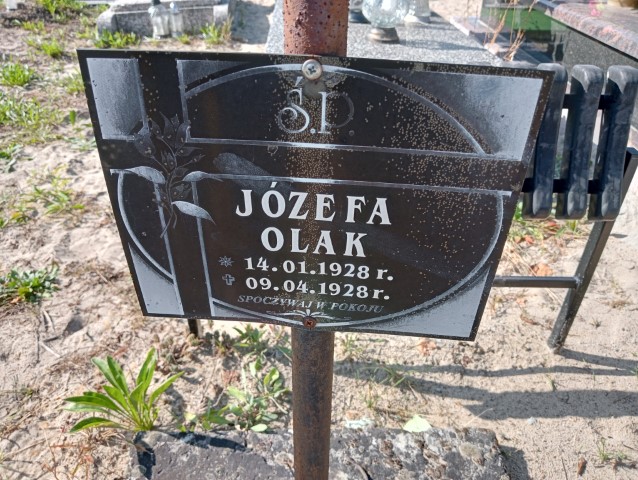 Ś.P.
JÓZEFA
OLAK
* 14.01.1928 r.
✝ 09.04.1928 r.
SPOCZYWAJ W POKOJU